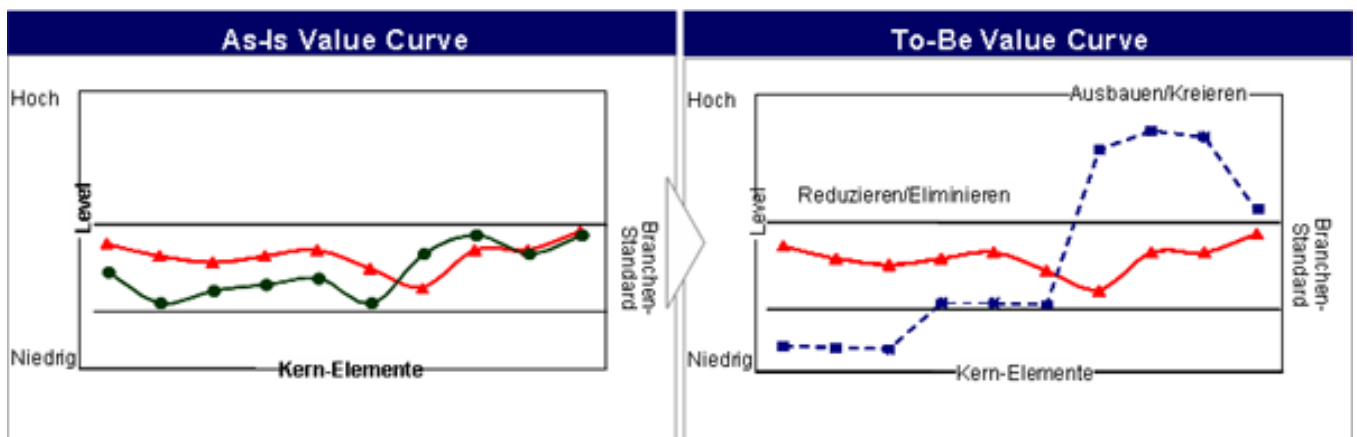 As-Is Value Curve
Hoch
Level
Niedrig
Kern-Elemente
Branchen-
Standard
To-Be Value Curve
Hoch
Ausbauen/Kreieren
Reduzieren/Eliminieren
Level
Niedrig
Kern-Elemente
Branchen-
Standard